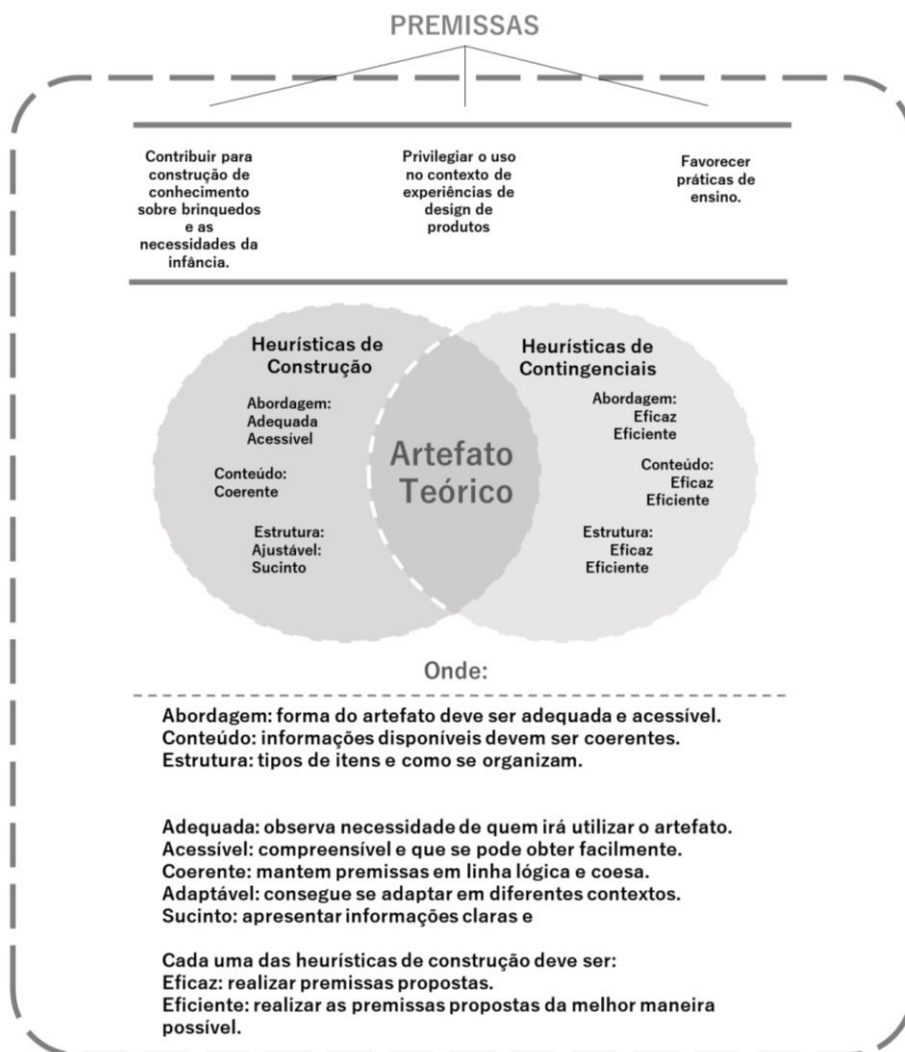 PREMISSAS
Contribuir para
construção de
conhecimento
sobre brinquedos
e as
necessidades da
infância.
Privilegiar o uso
no contexto de
experiências de
design de
produtos
Favorecer
práticas de
ensino.
Heurísticas de
Construção
Abordagem:
Adequada
Acessível
Conteúdo:
Coerente
Estrutura:
Ajustável:
Sucinto
Artefato
Teórico
Heurísticas de
Contingenciais
Abordagem:
Eficaz
Eficiente
Conteúdo:
Eficaz
Eficiente
Estrutura:
Eficaz
Eficiente
Onde:
Abordagem: forma do artefato deve ser adequada e acessível.
Conteúdo: informações disponíveis devem ser coerentes.
Estrutura: tipos de itens e como se organizam.
Adequada: observa necessidade de quem irá utilizar o artefato.
Acessível: compreensível e que se pode obter facilmente.
Coerente: mantem premissas em linha lógica e coesa.
Adaptável: consegue se adaptar em diferentes contextos.
Sucinto: apresentar informações claras e
Cada uma das heurísticas de construção deve ser:
Eficaz: realizar premissas propostas.
Eficiente: realizar as premissas propostas da melhor maneira
possível.